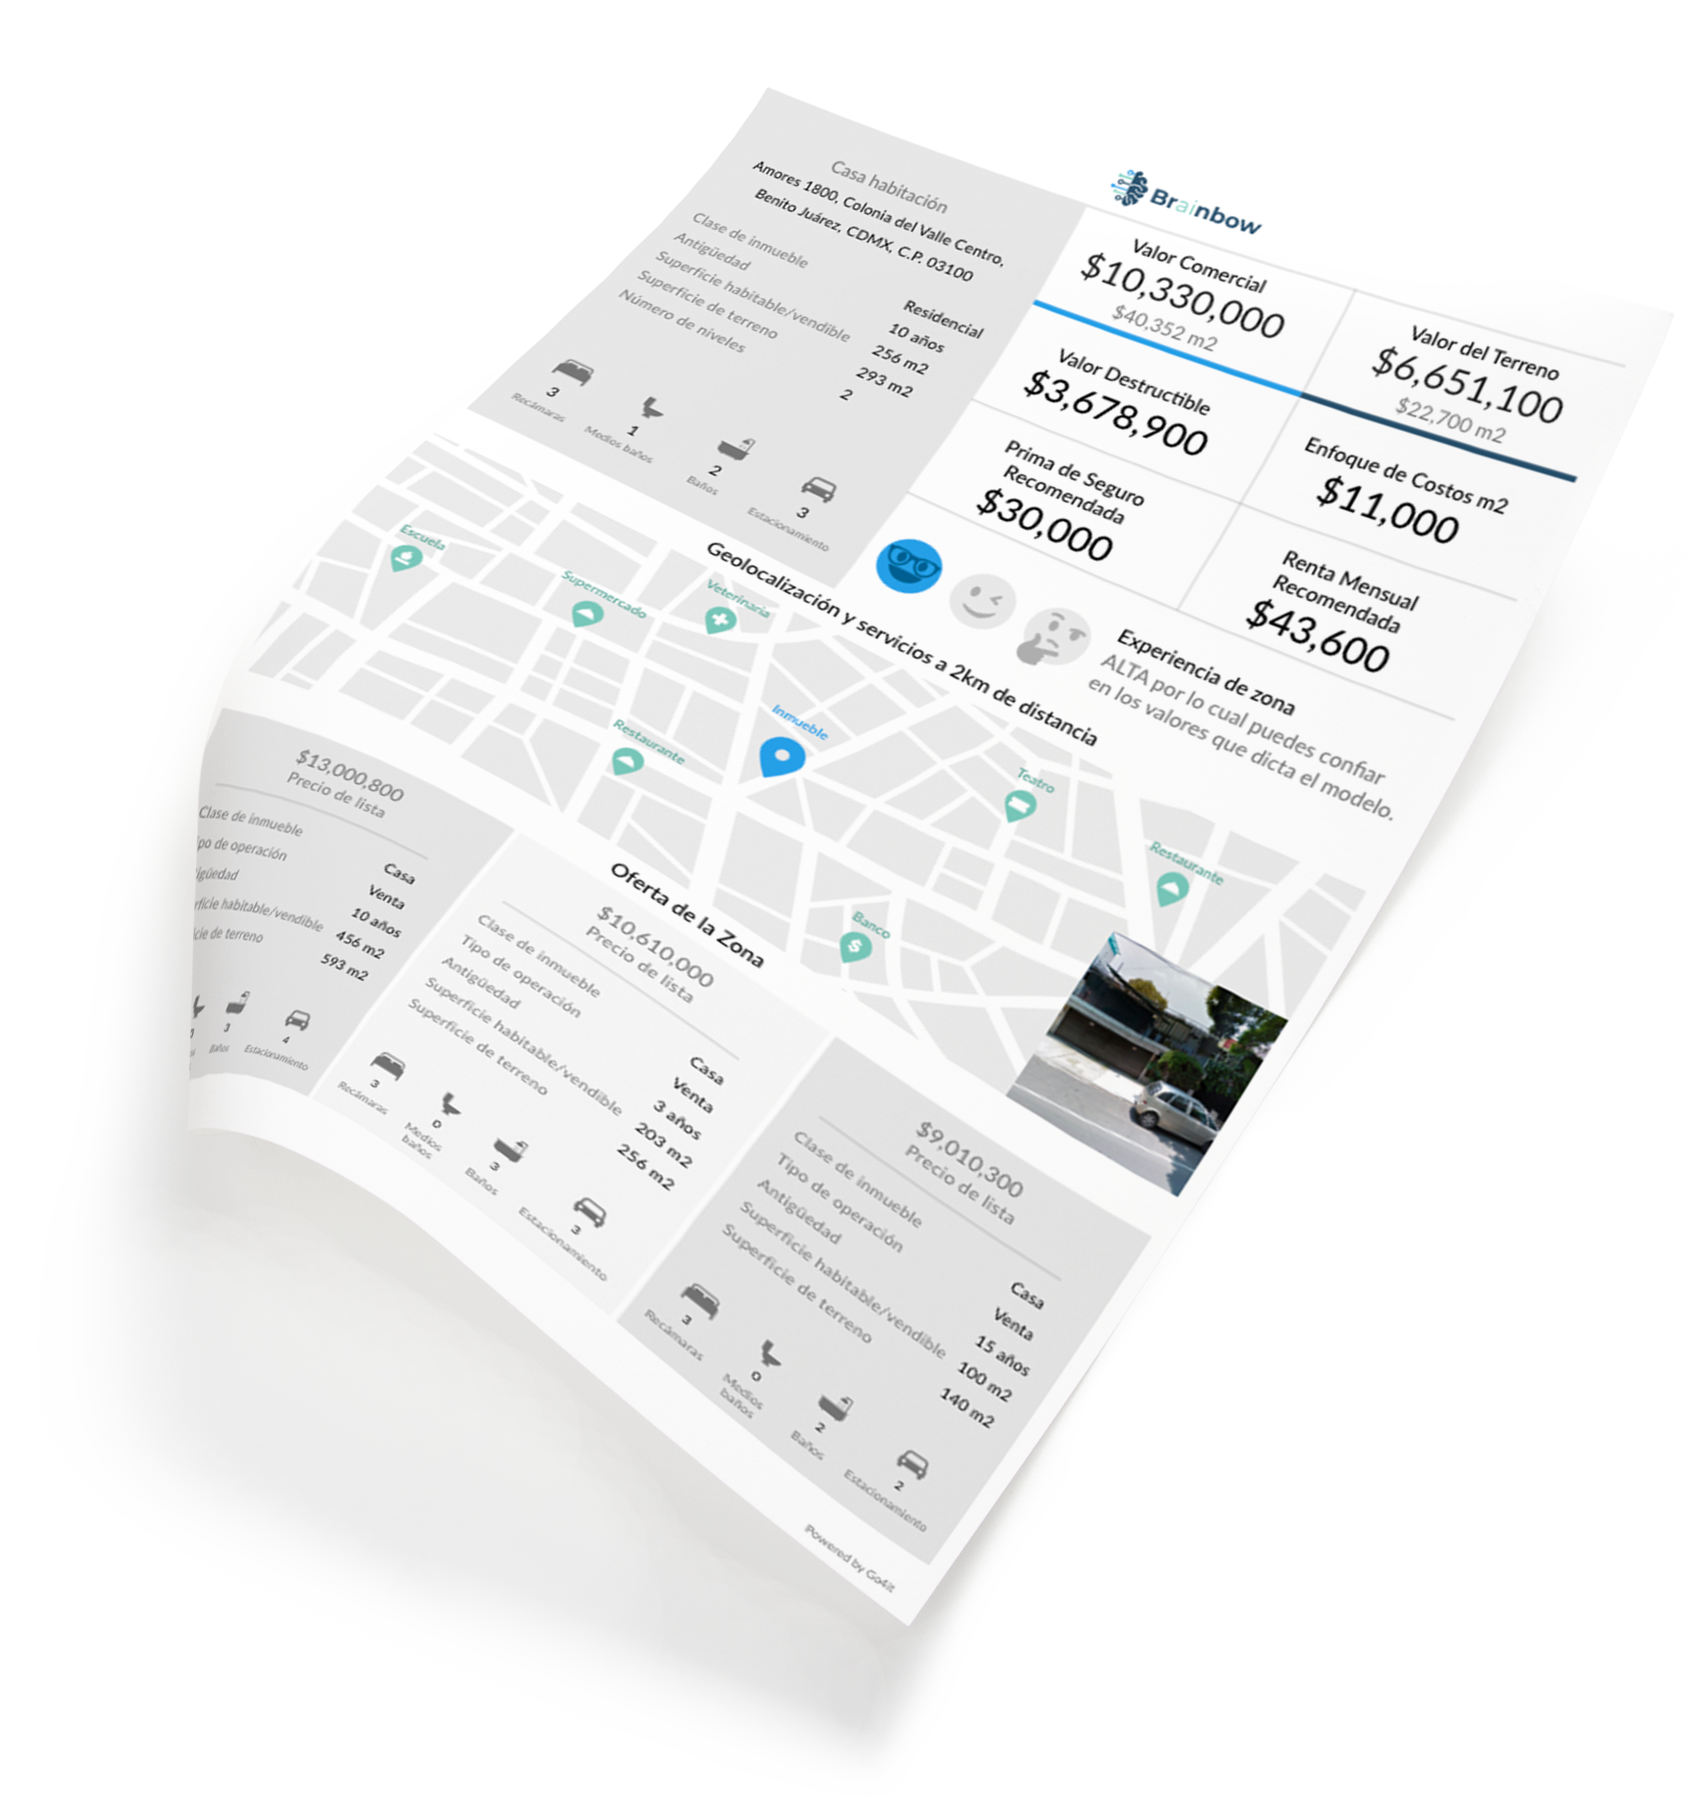 Brainbow
Casa habitación
Amores 1800, Colonia del Valle Centro,
Benito Juárez, CDMX, C.P. 03100
Clase de inmueble
Residencial
Antigüedad
10 años
Superficie habitable/vendible
256 m2
Superficie de terreno
293 m2
Número de niveles
2
3
Recámaras
1
Medios baños
2
Baños
3
Estacionamiento
Valor Comercial
$10,330,000
$40,352 m2
Valor del Terreno
$6,651,100
$22,700 m2
Valor Destructible
$3,678,900
Enfoque de Costos m2
$11,000
Prima de Seguro
Recomendada
$30,000
Renta Mensual
Recomendada
$43,600
Experiencia de zona
ALTA por lo cual puedes confiar
en los valores que dicta el modelo.
Geolocalización y servicios a 2km de distancia
Escuela
Supermercado
Veterinaria
Restaurante
Inmueble
Teatro
Restaurante
Banco
$
Oferta de la Zona
$13,000,800
Precio de lista
Clase de inmueble
Casa
ipo de operación
Venta
igüedad
10 años
rficie habitable/vendible
456 m2
cie de terreno
593 m2
3
Baños
4
Estacionamiento
$10,610,000
Precio de lista
Clase de inmueble
Casa
Tipo de operación
Venta
Antigüedad
3 años
Superficie habitable/vendible
203 m2
Superficie de terreno
256 m2
3
Recámaras
0
Medios
baños
3
Baños
3
Estacionamiento
$9,010,300
Precio de lista
Clase de inmueble
Casa
Tipo de operación
Venta
Antigüedad
15 años
Superficie habitable/vendible
100 m2
Superficie de terreno
140 m2
3
Recámaras
0
Medios
baños
2
Baños
2
Estacionamiento
Powered by Go4it